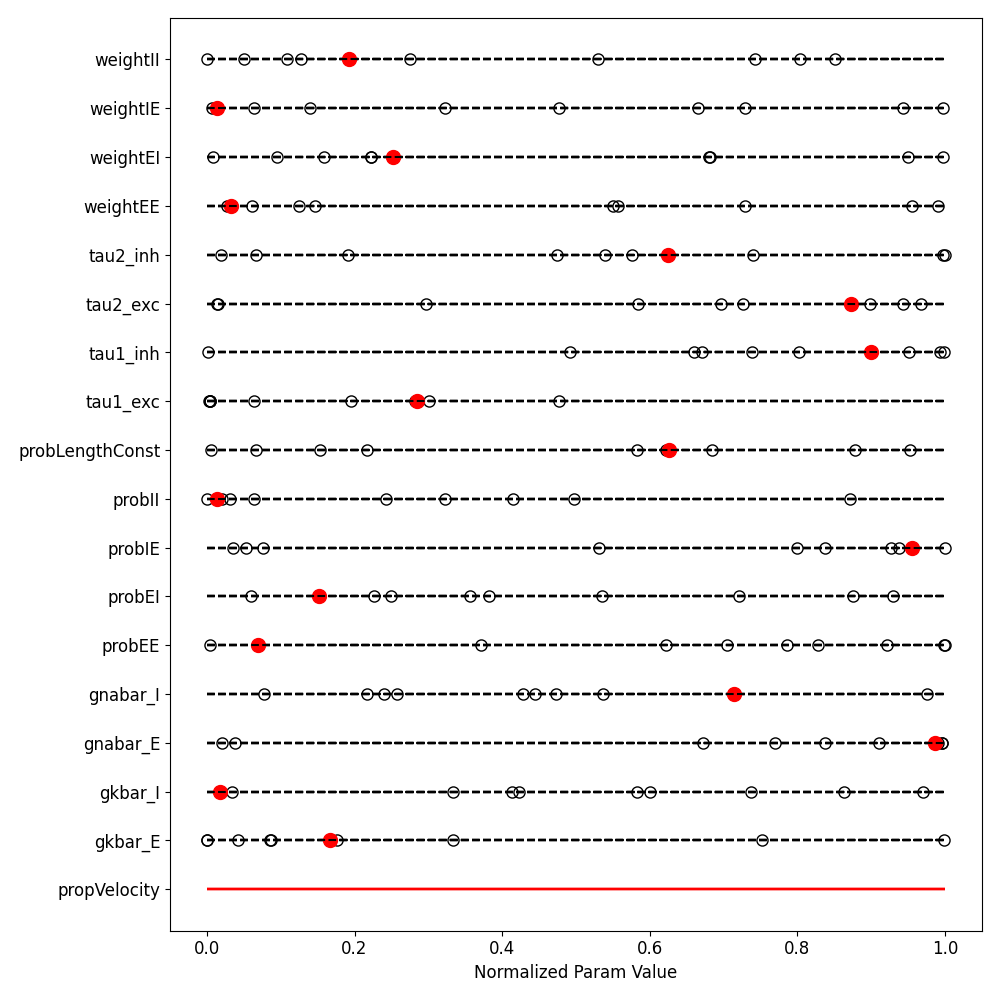 weightII
weightIE
weightEI
weightEE
tau2_inh
tau2_exc
tau1_inh
tau1_exc
probLengthConst
probII
probIE
probEI
probEE
gnabar_I
gnabar_E
gkbar_I
gkbar_E
propVelocity
0.0 0.2 0.4 0.6 0.8 1.0
Normalized Param Value